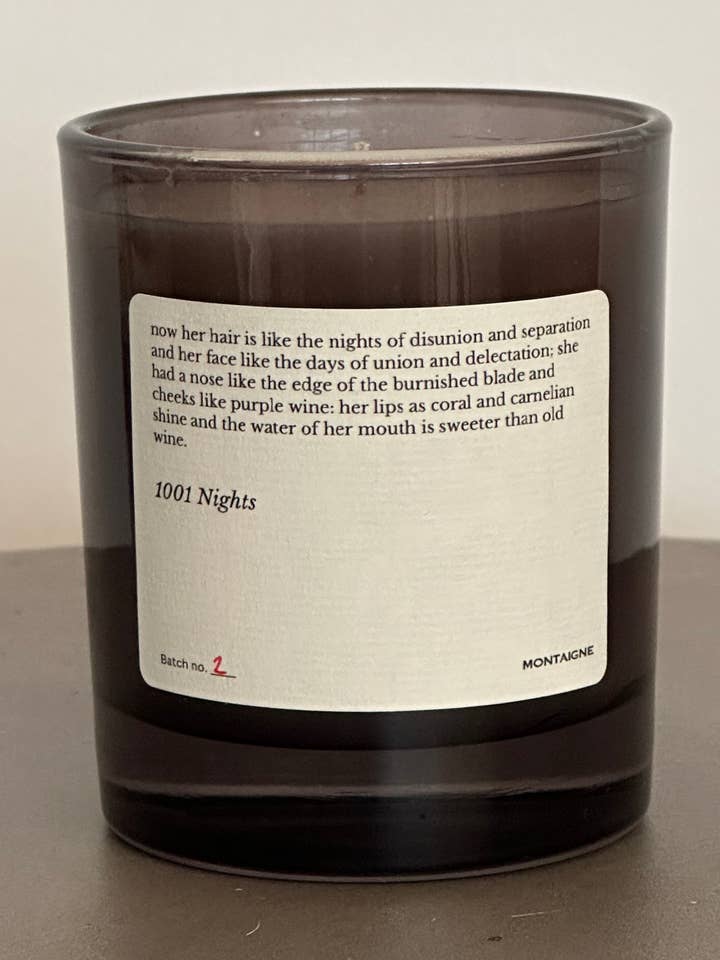 now her hair is like the nights of disunion and separation
and her face like the days of union and delectation; she
had a nose like the edge of the burnished blade and
cheeks like purple wine: her lips as coral and carnelian
shine and the water of her mouth is sweeter than old
wine.
1001 Nights
Batch no. 2
MONTAIGNE